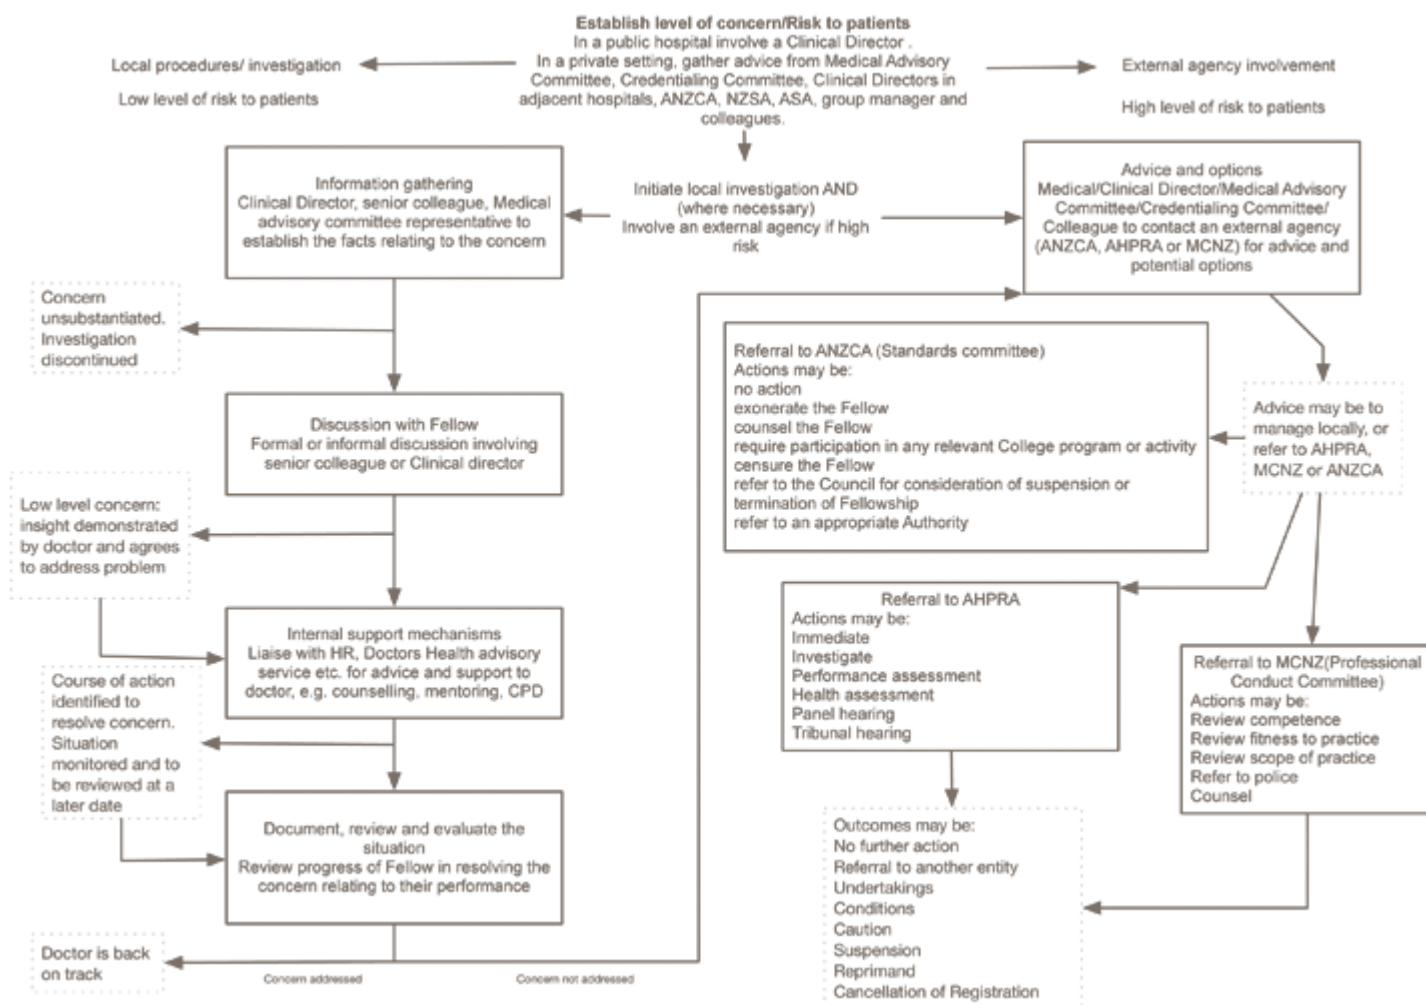 Establish level of concern/Risk to patients
In a public hospital involve a Clinical Director .
In a private setting, gather advice from Medical Advisory
Committee, Credentialing Committee, Clinical Directors in
adjacent hospitals, ANZCA, NZSA, ASA, group manager and
colleagues.
Local procedures/ investigation
Low level of risk to patients
External agency involvement
High level of risk to patients
Initiate local investigation AND
(where necessary)
Involve an external agency if high
risk
Information gathering
Clinical Director, senior colleague, Medical
advisory committee representative to
establish the facts relating to the concern
Concern
unsubstantiated.
Investigation
discontinued
Discussion with Fellow
Formal or informal discussion involving
senior colleague or Clinical director
Low level concern:
insight demonstrated
by doctor and agrees
to address problem
Internal support mechanisms
Liaise with HR, Doctors Health advisory
service etc. for advice and support to
doctor, e.g. counselling, mentoring, CPD
Course of action
identified to
resolve concern.
Situation
monitored and to
be reviewed at a
later date
Document, review and evaluate the
situation
Review progress of Fellow in resolving the
concern relating to their performance
Doctor is back
on track
Concern addressed
Concern not addressed
Advice and options
Medical/Clinical Director/Medical Advisory
Committee/Credentialing Committee/
Colleague to contact an external agency
(ANZCA, AHPRA or MCNZ) for advice and
potential options
Advice may be to
manage locally, or
refer to AHPRA,
MCNZ or ANZCA
Referral to ANZCA (Standards committee)
Actions may be:
no action
exonerate the Fellow
counsel the Fellow
require participation in any relevant College program or activity
censure the Fellow
refer to the Council for consideration of suspension or
termination of Fellowship
refer to an appropriate Authority
Referral to AHPRA
Actions may be:
Immediate
Investigate
Performance assessment
Health assessment
Panel hearing
Tribunal hearing
Referral to MCNZ(Professional
Conduct Committee)
Actions may be:
Review competence
Review fitness to practice
Review scope of practice
Refer to police
Counsel
Outcomes may be:
No further action
Referral to another entity
Undertakings
Conditions
Caution
Suspension
Reprimand
Cancellation of Registration